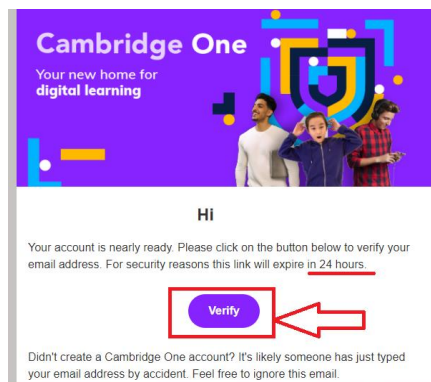 Cambridge One
Your new home for
digital learning
Hi
Your account is nearly ready. Please click on the button below to verify your
email address. For security reasons this link will expire in 24 hours.
Verify
Didn't create a Cambridge One account? It's likely someone has just typed
your email address by accident. Feel free to ignore this email.